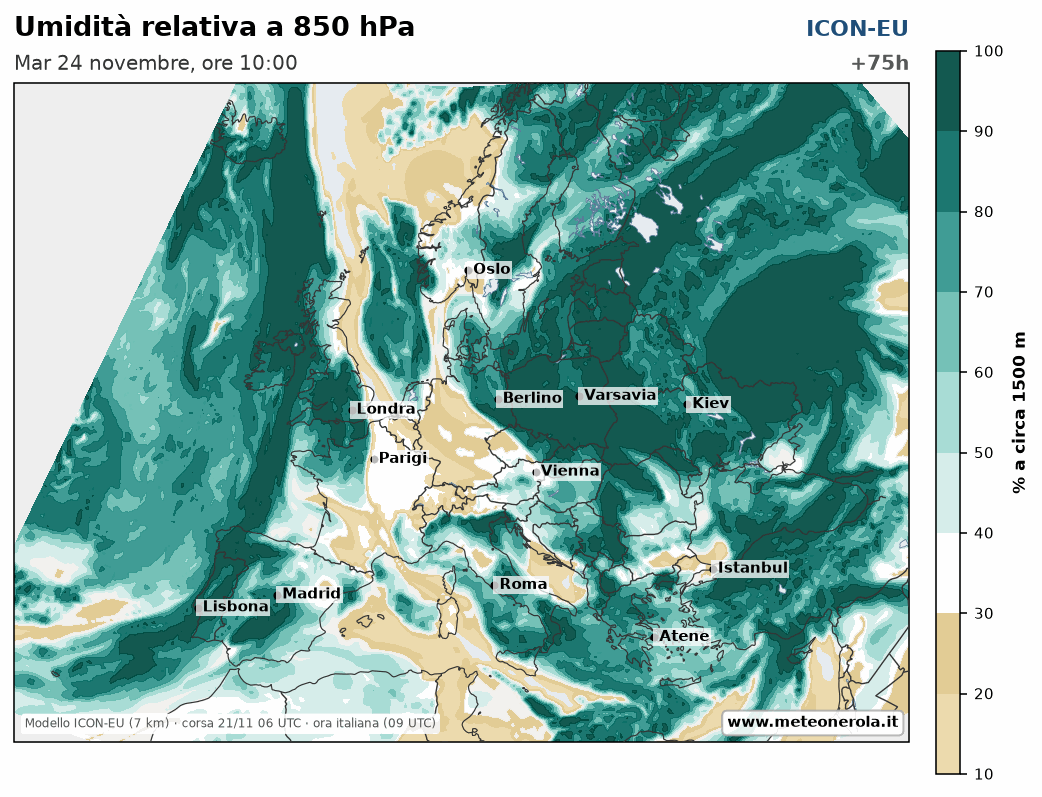 Umidità relativa a 850 hPa
ICON-EU
Mar 24 novembre, ore 10:00
+75h
100
90
80
70
60
50
40
30
20
10
% a circa 1500 m
Oslo
Berlino
Varsavia
Kiev
Londra
Parigi
Vienna
Istanbul
Roma
Madrid
Lisbona
Atene
Modello ICON-EU (7 km) · corsa 21/11 06 UTC · ora italiana (09 UTC)
www.meteonerola.it